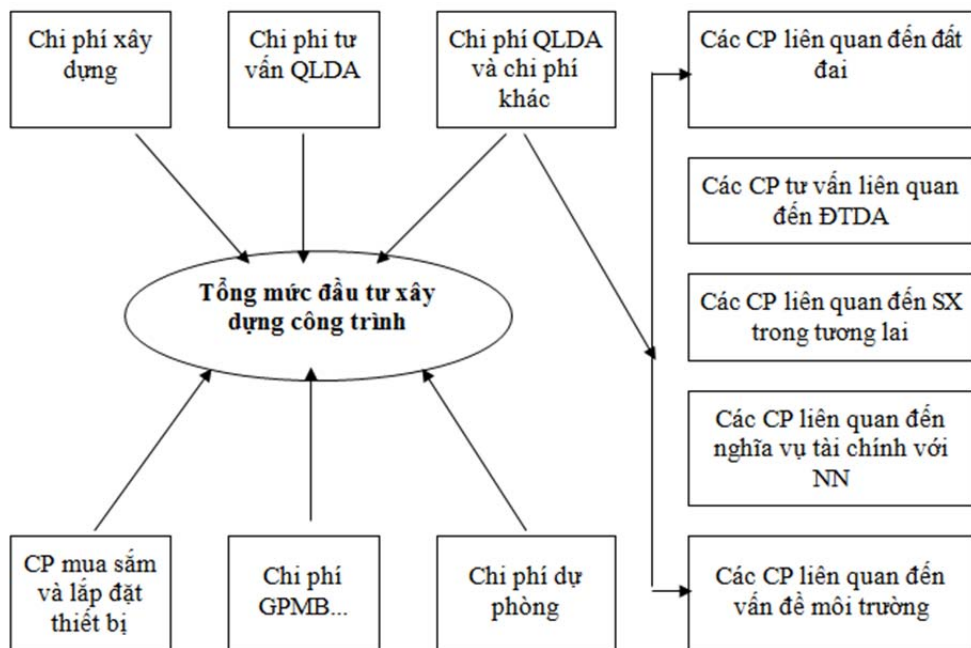 Chi phí xây
dựng
Chi phi tư
vấn QLDA
Chi phí QLDA
và chi phí
khác
Các CP liên quan đến đất
đai
Các CP tư vấn liên quan
đến ĐTDA
Tổng mức đầu tư xây
dựng công trình
Các CP liên quan đến SX
trong tương lai
Các CP liên quan đến
nghĩa vụ tài chính với
NN
CP mua sắm
và lắp đặt
thiết bị
Chi phí
GPMB...
Chi phí dự
phòng
Các CP liên quan đến
vấn đề môi trường